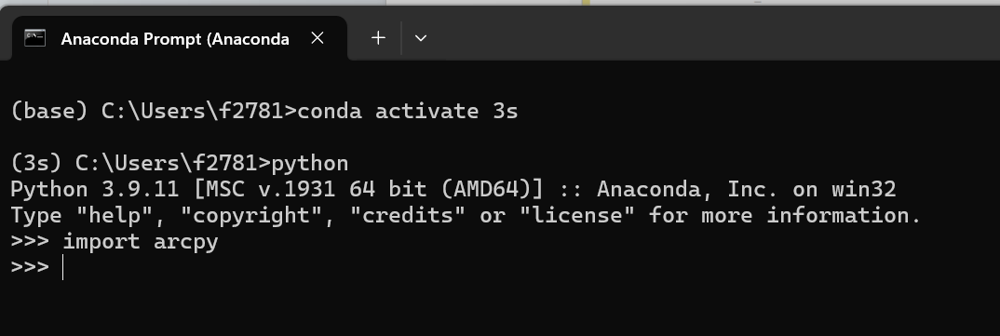 Anaconda Prompt (Anaconda
(base) C:\Users\f2781>conda activate 3s
(3s) C:\Users\f2781>python
Python 3.9.11 [MSC v.1931 64 bit (AMD64)] :: Anaconda, Inc. on win32
Type "help", "copyright", "credits" or "license" for more information.
>>> import arcpy
>>>